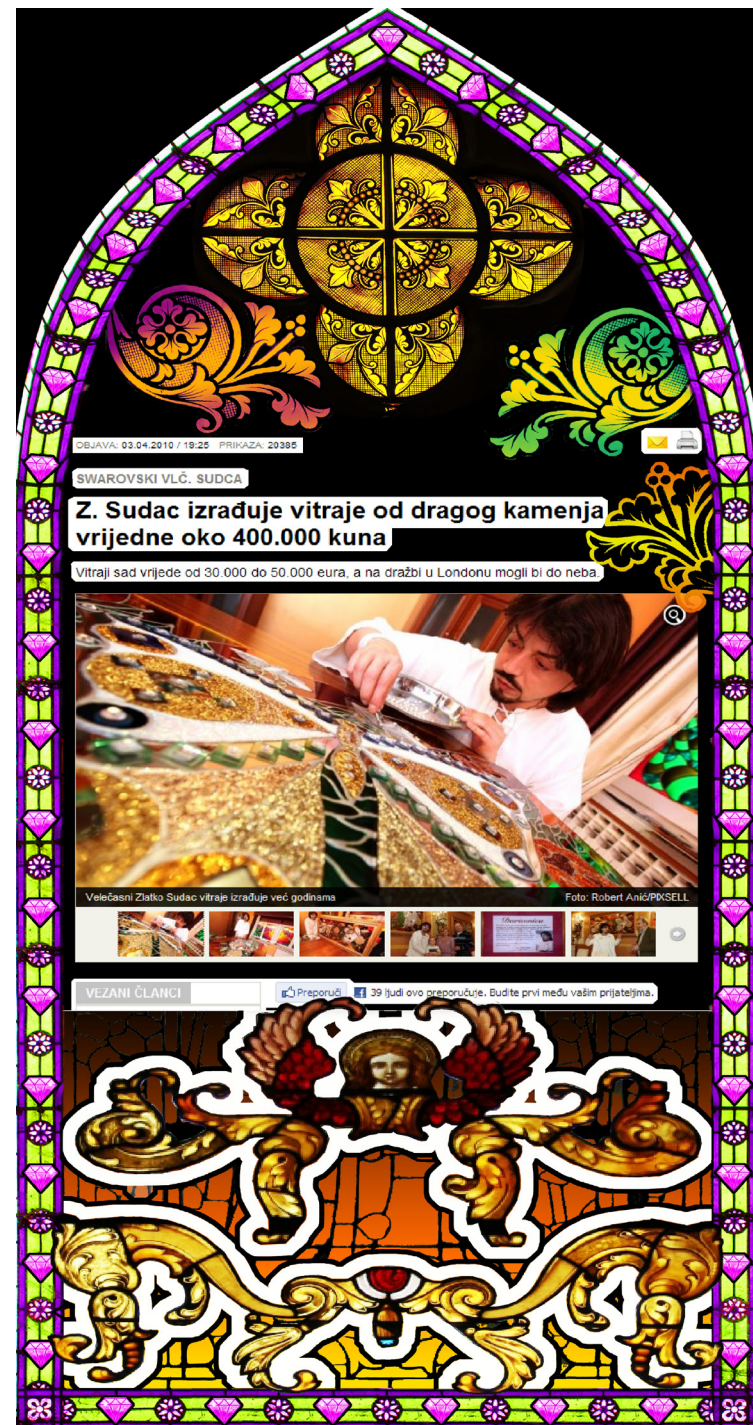 OBJAVA: 03.04.2010 / 19:25 PRIKAZA: 20385
SWAROVSKI VLČ. SUDCA
Z. Sudac izrađuje vitraje od dragog kamenja
vrijedne oko 400.000 kuna
Vitraji sad vrijede od 30.000 do 50.000 eura, a na dražbi u Londonu mogli bi do neba.
Velečasni Zlatko Sudac vitraje izrađuje već godinama
Foto: Robert Anić/PIXSELL
VEZANI ČLANCI
Preporuči
39 ljudi ovo preporučuje. Budite prvi među vašim prijateljima.